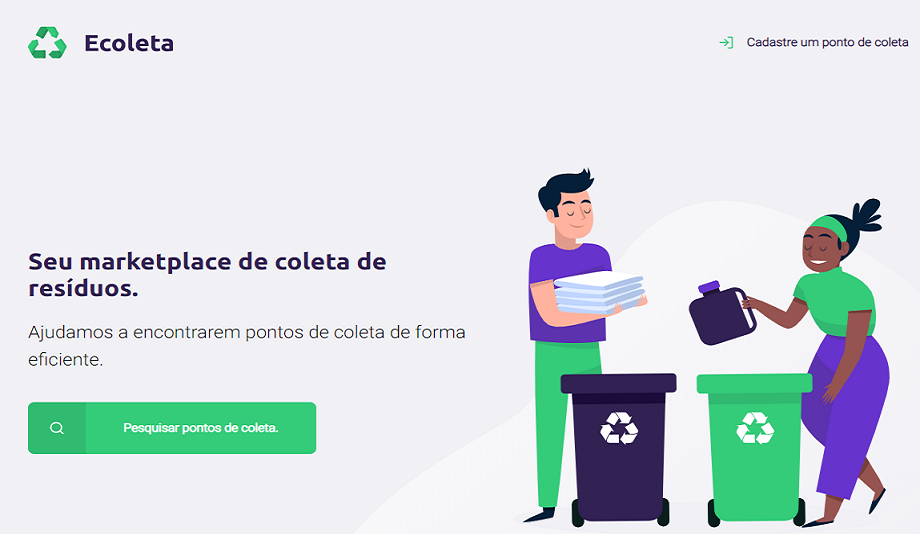 Ecoleta
Cadastre um ponto de coleta
Seu marketplace de coleta de
resíduos.
Ajudamos a encontrarem pontos de coleta de forma
eficiente.
Pesquisar pontos de coleta.